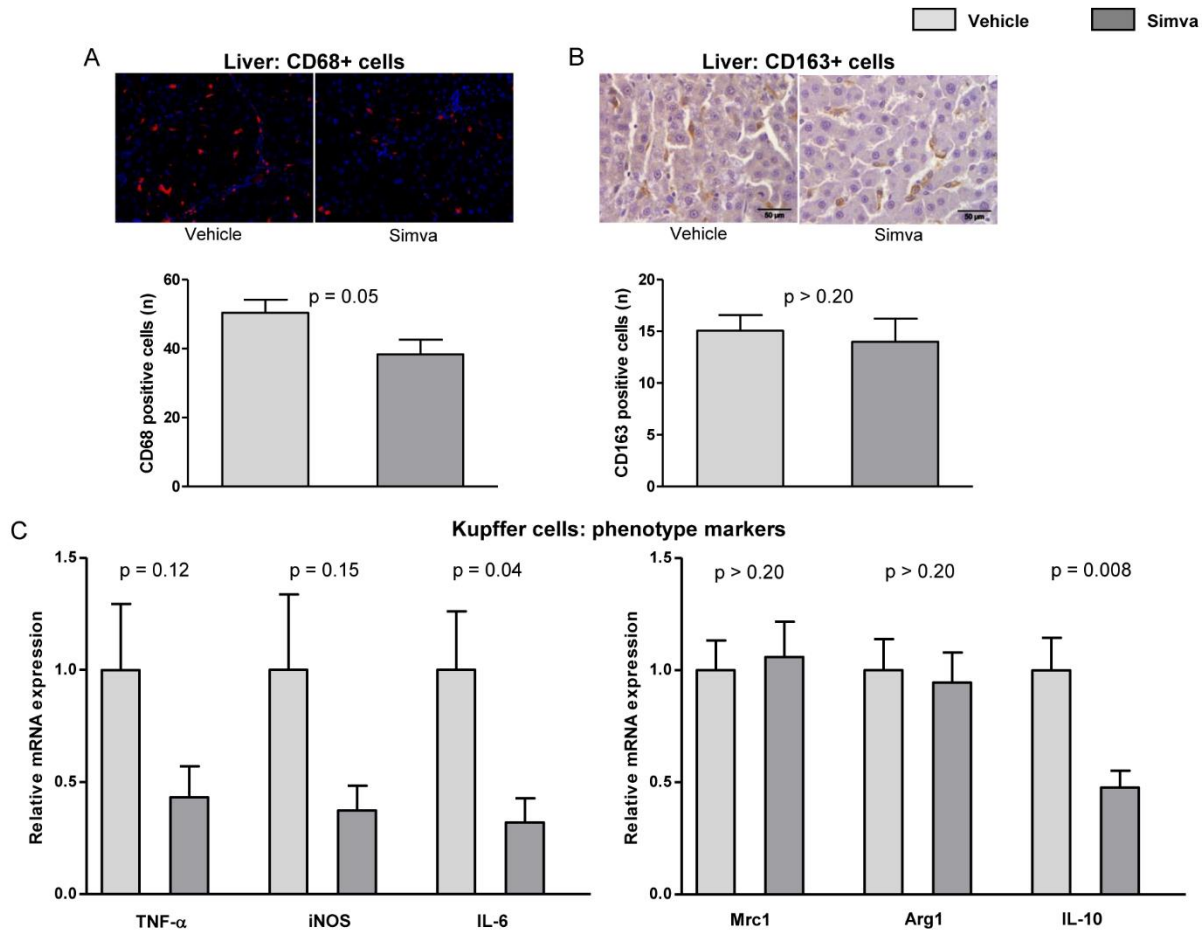 Vehicle Simva
A Liver: CD68+ cells
Vehicle Simva
60
40
20
0
CD68 positive cells (n)
p = 0.05
B Liver: CD163+ cells
50 µm 50 µm
Vehicle Simva
20
15
10
5
0
CD163 positive cells (n)
p > 0.20
C Kupffer cells: phenotype markers
1.5
1.0
0.5
0.0
Relative mRNA expression
p = 0.12 p = 0.15 p = 0.04
TNF-α iNOS IL-6
1.5
1.0
0.5
0.0
Relative mRNA expression
p > 0.20 p > 0.20 p = 0.008
Mrc1 Arg1 IL-10